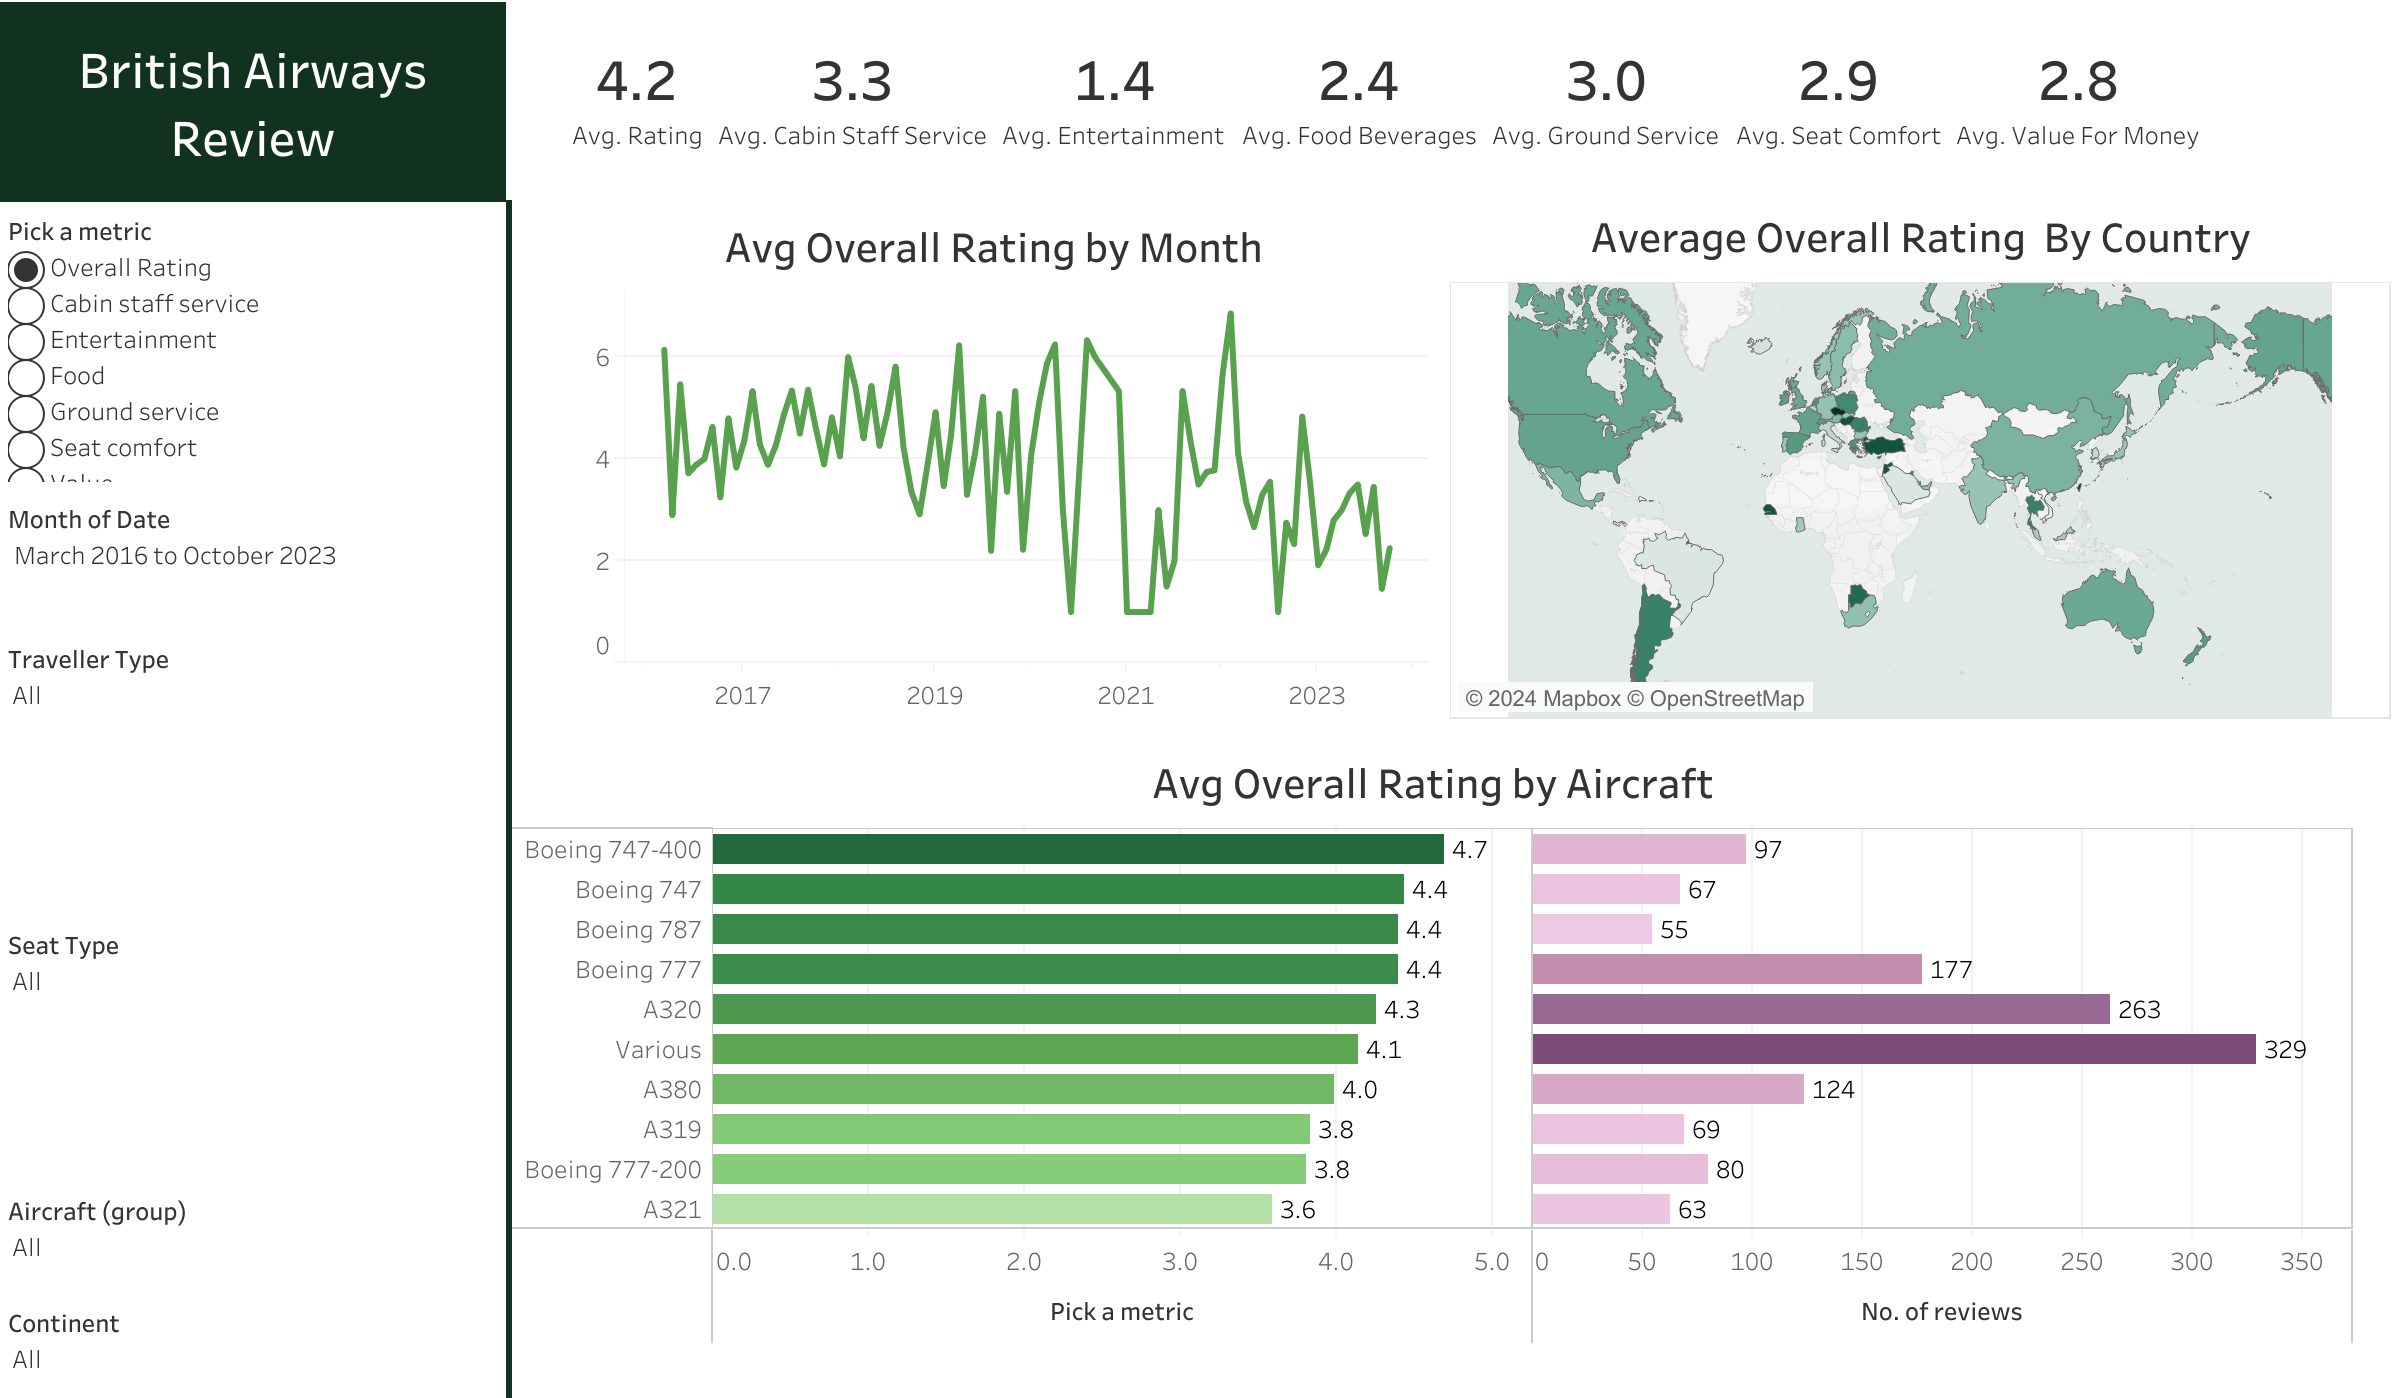 British Airways
Review
4.2
3.3
1.4
2.4
3.0
2.9
2.8
Avg. Rating
Avg. Cabin Staff Service
Avg. Entertainment
Avg. Food Beverages
Avg. Ground Service
Avg. Seat Comfort
Avg. Value For Money
Pick a metric
Overall Rating
Cabin staff service
Entertainment
Food
Ground service
Seat comfort
Value
Month of Date
March 2016 to October 2023
Traveller Type
All
Seat Type
All
Aircraft (group)
All
Continent
All
Avg Overall Rating by Month
6
4
2
0
2017
2019
2021
2023
Average Overall Rating By Country
© 2024 Mapbox © OpenStreetMap
Avg Overall Rating by Aircraft
Boeing 747-400 4.7 97
Boeing 747 4.4 67
Boeing 787 4.4 55
Boeing 777 4.4 177
A320 4.3 263
Various 4.1 329
A380 4.0 124
A319 3.8 69
Boeing 777-200 3.8 80
A321 3.6 63
0.0 1.0 2.0 3.0 4.0 5.0
0 50 100 150 200 250 300 350
Pick a metric
No. of reviews